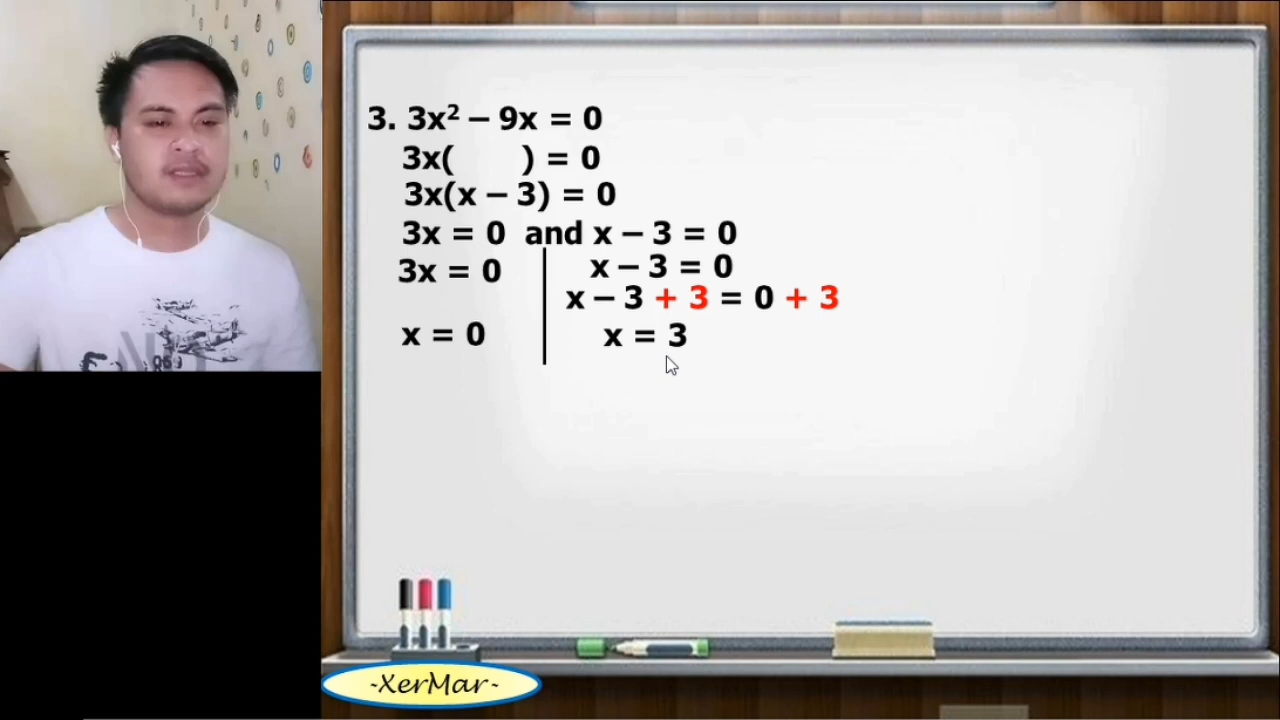 3. 3x² – 9x = 0
3x(      ) = 0
3x(x – 3) = 0
3x = 0 and x – 3 = 0
3x = 0
x – 3 = 0
x – 3 + 3 = 0 + 3
x = 0
x = 3
-XerMar-